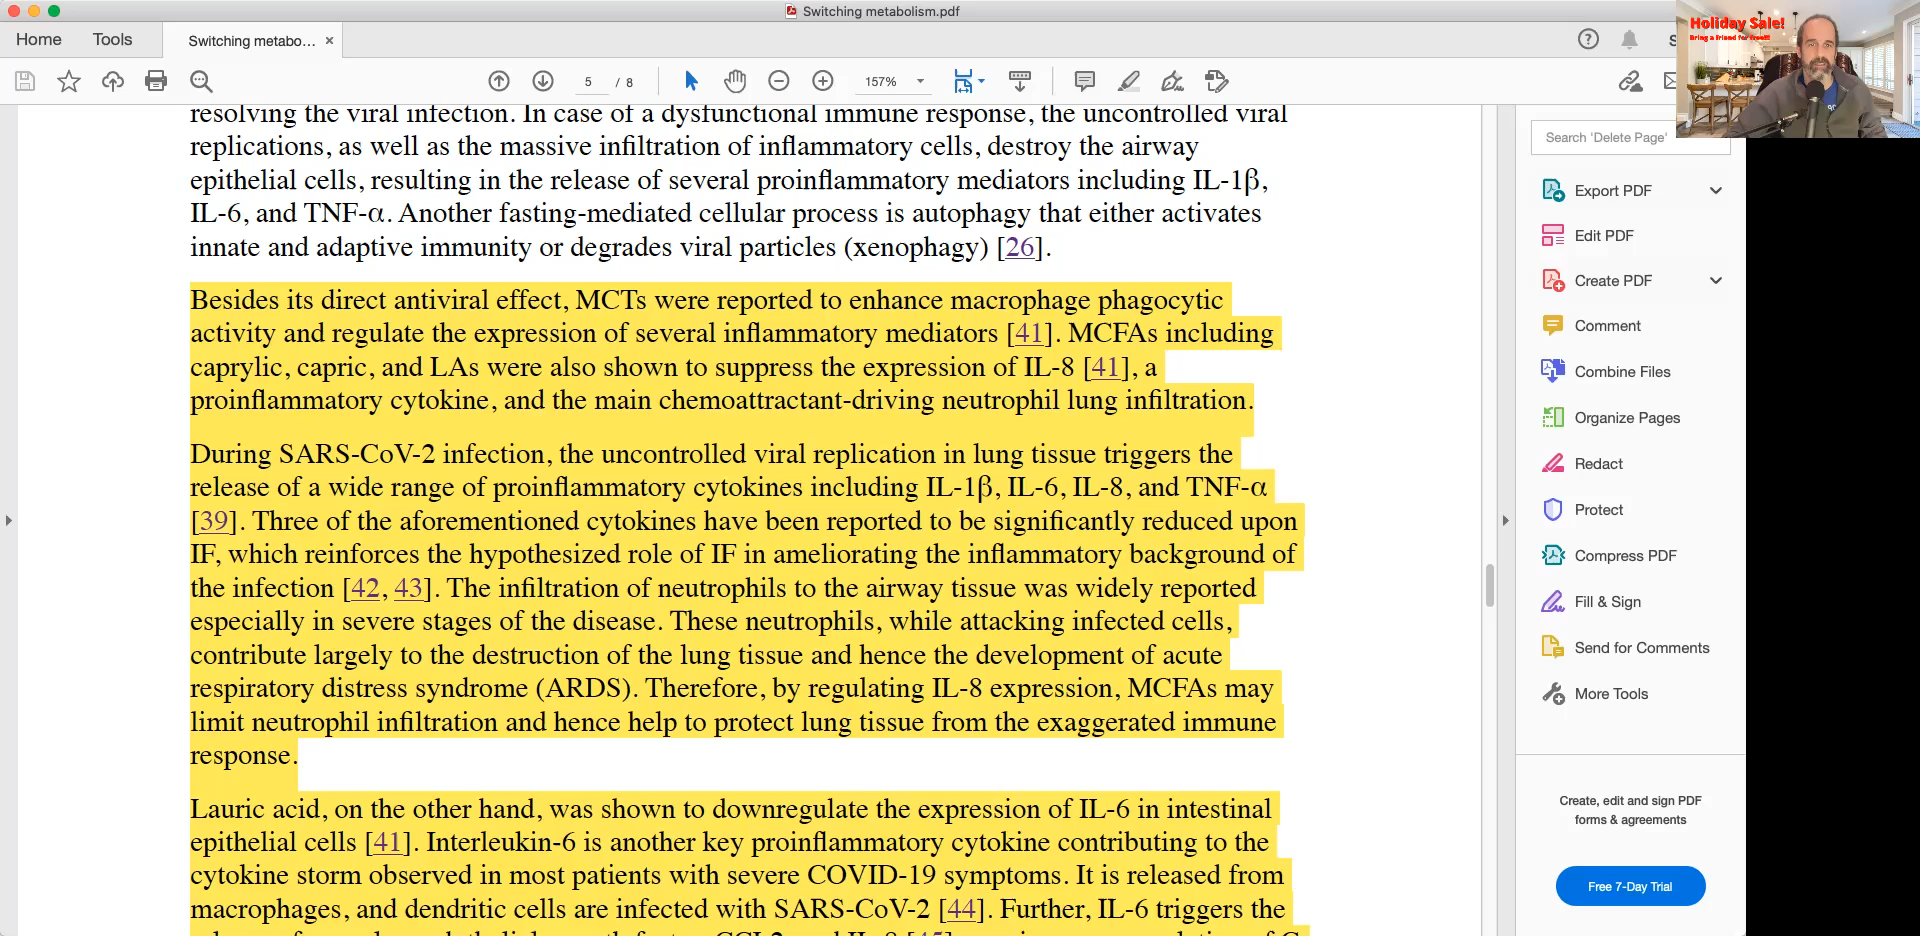 Switching metabolism.pdf
Home
Tools
Switching metabo... ×
5 / 8
157%
Holiday Sale!
Bring a friend for free!!!
resolving the viral infection. In case of a dysfunctional immune response, the uncontrolled viral
replications, as well as the massive infiltration of inflammatory cells, destroy the airway
epithelial cells, resulting in the release of several proinflammatory mediators including IL-1β,
IL-6, and TNF-α. Another fasting-mediated cellular process is autophagy that either activates
innate and adaptive immunity or degrades viral particles (xenophagy) [26].
Besides its direct antiviral effect, MCTs were reported to enhance macrophage phagocytic
activity and regulate the expression of several inflammatory mediators [41]. MCFAs including
caprylic, capric, and LAs were also shown to suppress the expression of IL-8 [41], a
proinflammatory cytokine, and the main chemoattractant-driving neutrophil lung infiltration.
During SARS-CoV-2 infection, the uncontrolled viral replication in lung tissue triggers the
release of a wide range of proinflammatory cytokines including IL-1β, IL-6, IL-8, and TNF-α
[39]. Three of the aforementioned cytokines have been reported to be significantly reduced upon
IF, which reinforces the hypothesized role of IF in ameliorating the inflammatory background of
the infection [42, 43]. The infiltration of neutrophils to the airway tissue was widely reported
especially in severe stages of the disease. These neutrophils, while attacking infected cells,
contribute largely to the destruction of the lung tissue and hence the development of acute
respiratory distress syndrome (ARDS). Therefore, by regulating IL-8 expression, MCFAs may
limit neutrophil infiltration and hence help to protect lung tissue from the exaggerated immune
response.
Lauric acid, on the other hand, was shown to downregulate the expression of IL-6 in intestinal
epithelial cells [41]. Interleukin-6 is another key proinflammatory cytokine contributing to the
cytokine storm observed in most patients with severe COVID-19 symptoms. It is released from
macrophages, and dendritic cells are infected with SARS-CoV-2 [44]. Further, IL-6 triggers the
Search 'Delete Page'
Export PDF
Edit PDF
Create PDF
Comment
Combine Files
Organize Pages
Redact
Protect
Compress PDF
Fill & Sign
Send for Comments
More Tools
Create, edit and sign PDF
forms & agreements
Free 7-Day Trial